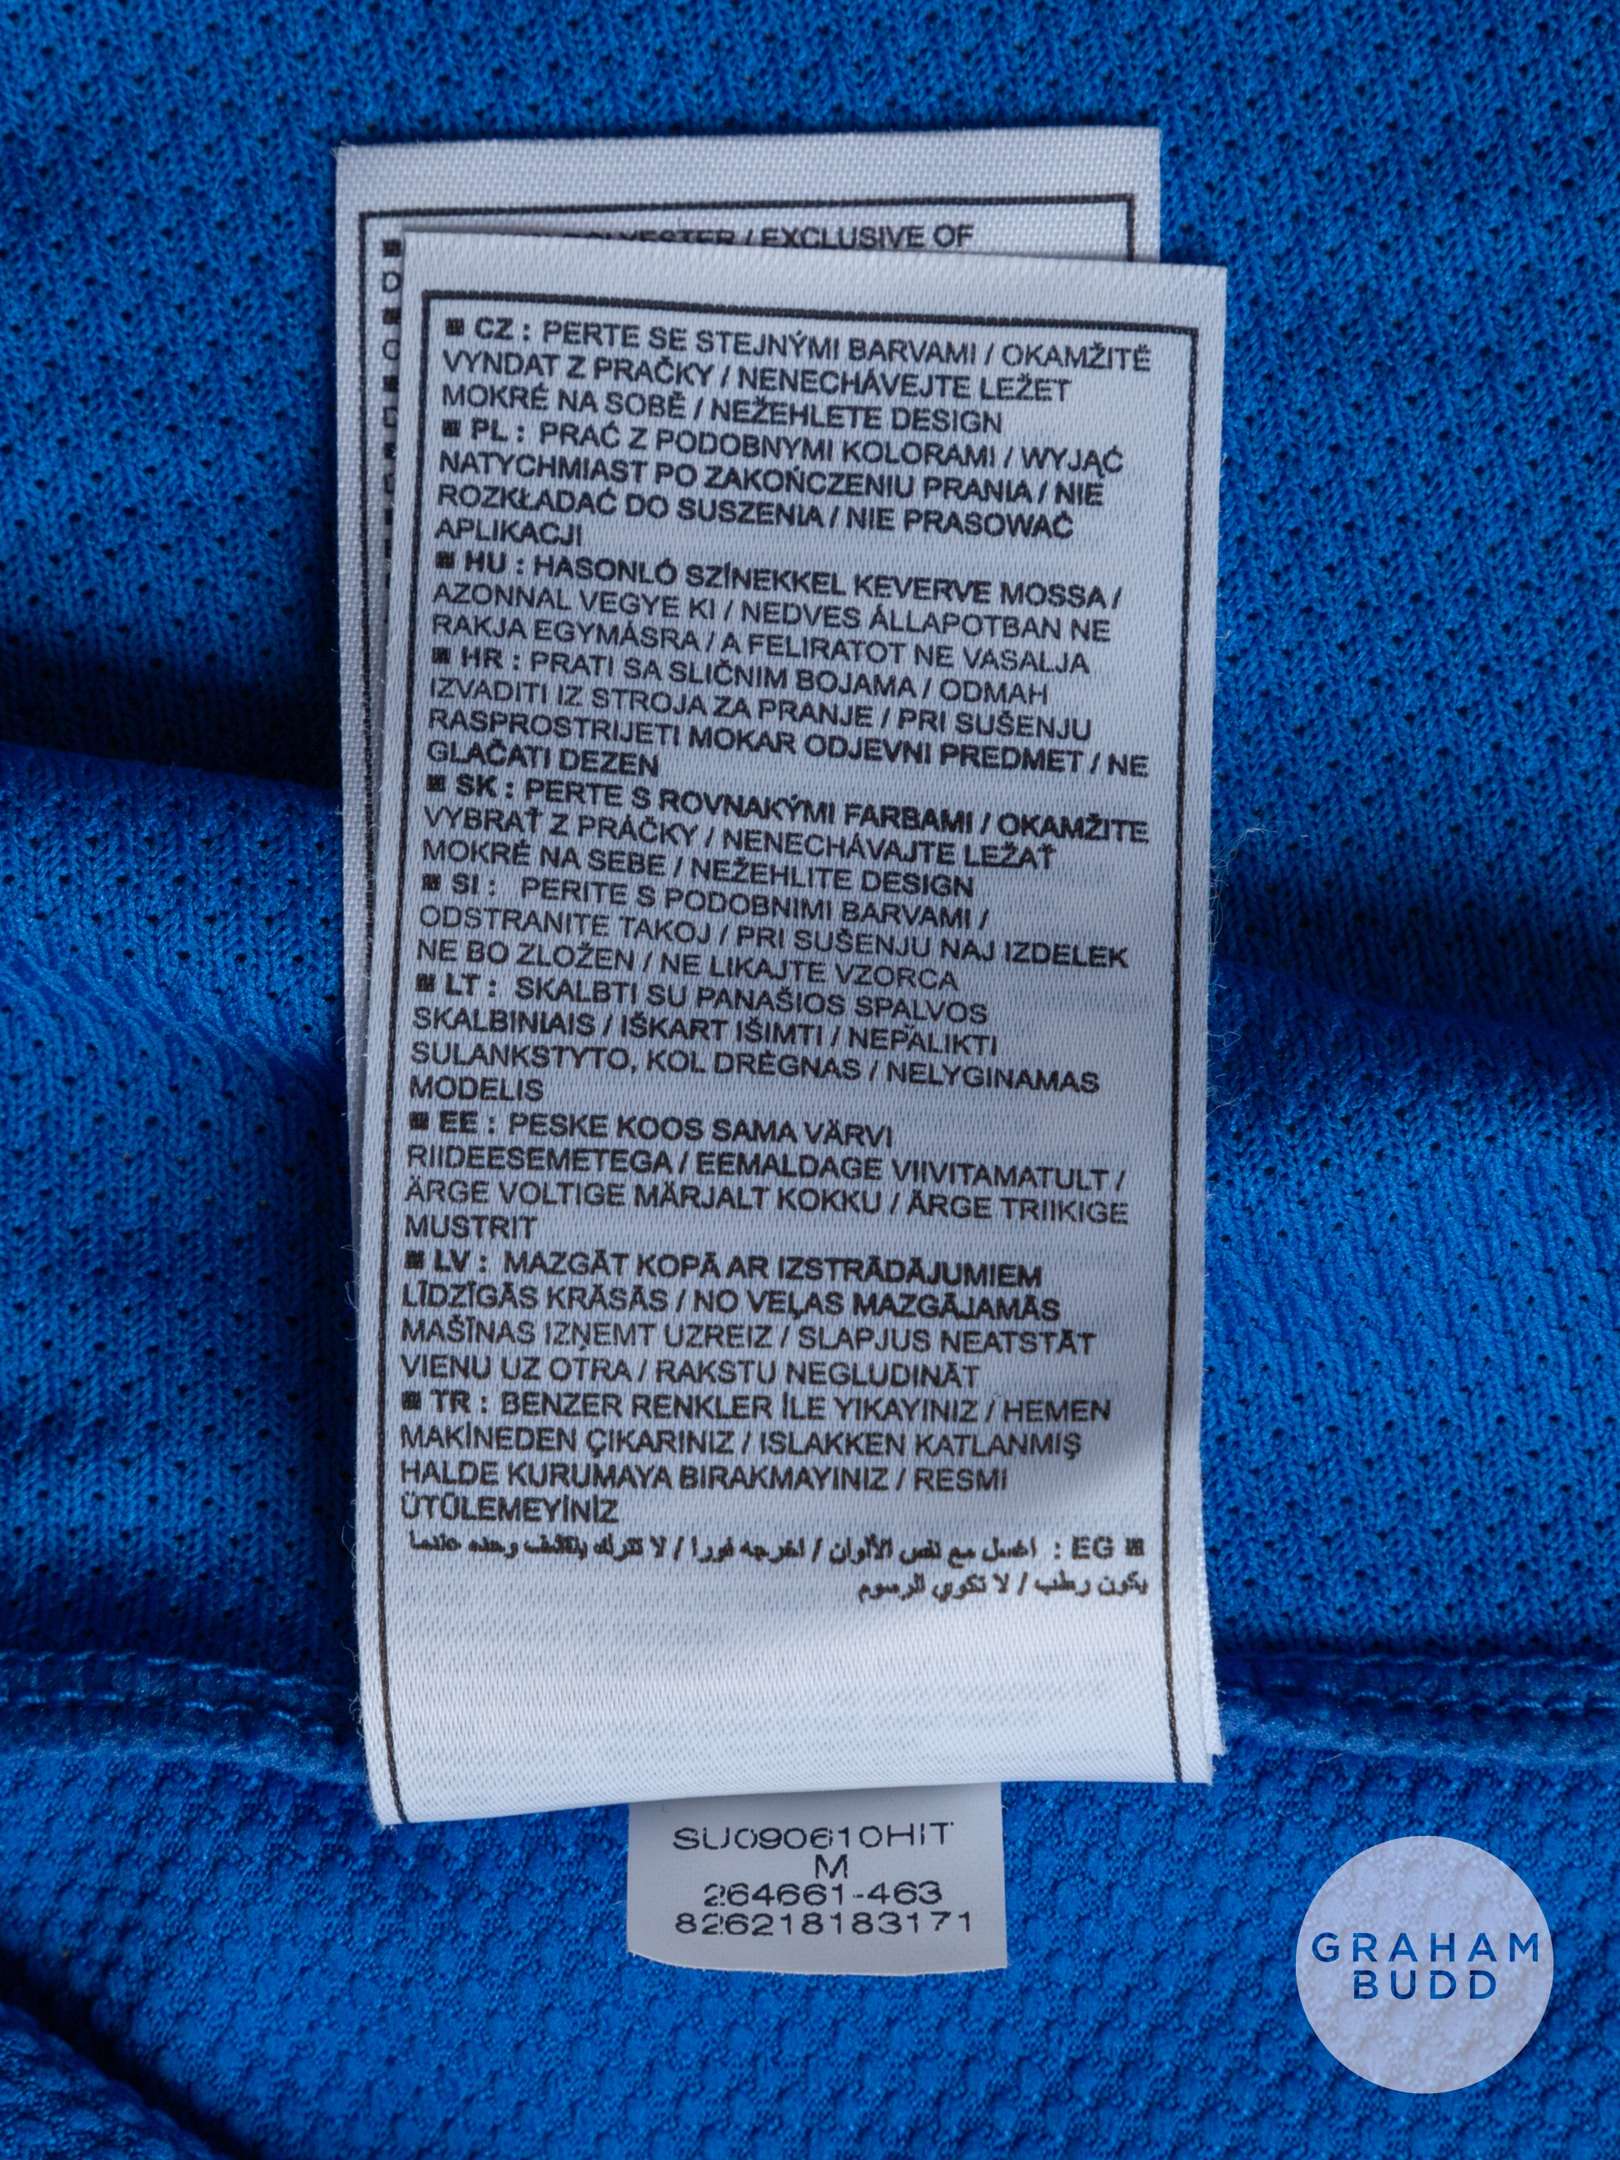 POLYESTER / EXCLUSIVE OF
■ CZ : PERTE SE STEJNÝMI BARVAMI / OKAMŽITĚ
VYNDAT Z PRAČKY / NENECHÁVEJTE LEŽET
MOKRÉ NA SOBĚ / NEŽEHLETE DESIGN
■ PL : PRAĆ Z PODOBNYMI KOLORAMI / WYJĄĆ
NATYCHMIAST PO ZAKOŃCZENIU PRANIA / NIE
ROZKŁADAĆ DO SUSZENIA / NIE PRASOWAĆ
APLIKACJI
■ HU : HASONLÓ SZÍNEKKEL KEVERVE MOSSA /
AZONNAL VEGYE KI / NEDVES ÁLLAPOTBAN NE
RAKJA EGYMÁSRA / A FELIRATOT NE VASALJA
■ HR : PRATI SA SLIČNIM BOJAMA / ODMAH
IZVADITI IZ STROJA ZA PRANJE / PRI SUŠENJU
RASPROSTRIJETI MOKAR ODJEVNI PREDMET / NE
GLAČATI DEZEN
■ SK : PERTE S ROVNAKÝMI FARBAMI / OKAMŽITE
VYBRAŤ Z PRÁČKY / NENECHÁVAJTE LEŽAŤ
MOKRÉ NA SEBE / NEŽEHLITE DESIGN
■ SI : PERITE S PODOBNIMI BARVAMI /
ODSTRANITE TAKOJ / PRI SUŠENJU NAJ IZDELEK
NE BO ZLOŽEN / NE LIKAJTE VZORCA
■ LT : SKALBTI SU PANAŠIOS SPALVOS
SKALBINIAIS / IŠKART IŠIMTI / NEPALIKTI
SULANKSTYTO, KOL DRĖGNAS / NELYGINAMAS
MODELIS
■ EE : PESKE KOOS SAMA VÄRVI
RIIDEESEMETEGA / EEMALDAGE VIIVITAMATULT /
ÄRGE VOLTIGE MÄRJALT KOKKU / ÄRGE TRIIKIGE
MUSTRIT
■ LV : MAZGĀT KOPĀ AR IZSTRĀDĀJUMIEM
LĪDZĪGĀS KRĀSĀS / NO VEĻAS MAZGĀJAMĀS
MAŠĪNAS IZŅEMT UZREIZ / SLAPJUS NEATSTĀT
VIENU UZ OTRA / RAKSTU NEGLUDINĀT
■ TR : BENZER RENKLER İLE YIKAYINIZ / HEMEN
MAKİNEDEN ÇIKARINIZ / ISLAKKEN KATLANMIŞ
HALDE KURUMAYA BIRAKMAYINIZ / RESMI
ÜTÜLEMEYİNİZ
■ EG : اغسل مع نفس الألوان / اخرجه فورا / لا تتركه يتكثف وحده عندما
يكون رطب / لا تكوي الرسوم
SU090610HIT
M
264661-463
826218183171
GRAHAM
BUDD